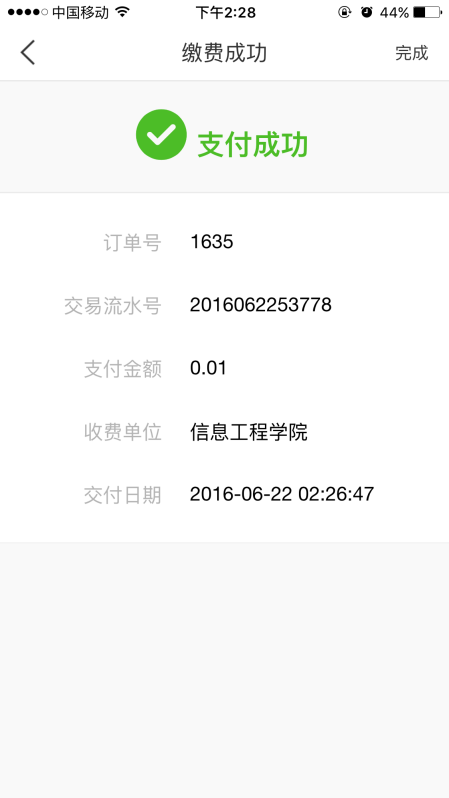 中国移动 下午2:28 44%
缴费成功 完成
支付成功
订单号 1635
交易流水号 2016062253778
支付金额 0.01
收费单位 信息工程学院
交付日期 2016-06-22 02:26:47